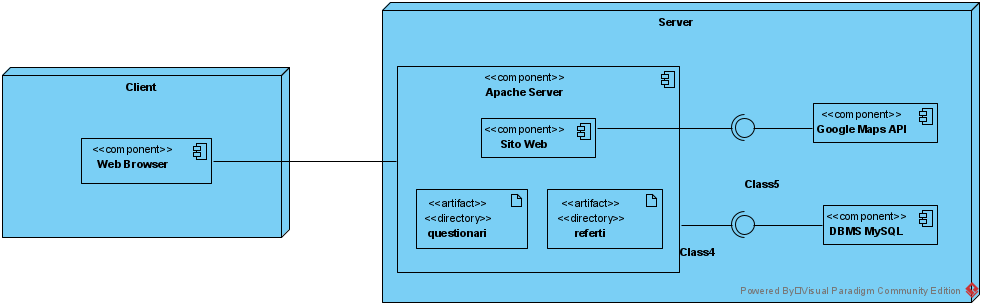 Server
Client
<<component>>
Web Browser
<<component>>
Apache Server
<<component>>
Sito Web
<<component>>
Google Maps API
<<artifact>>
<<directory>>
questionari
<<artifact>>
<<directory>>
referti
Class5
Class4
<<component>>
DBMS MySQL
Powered By Visual Paradigm Community Edition